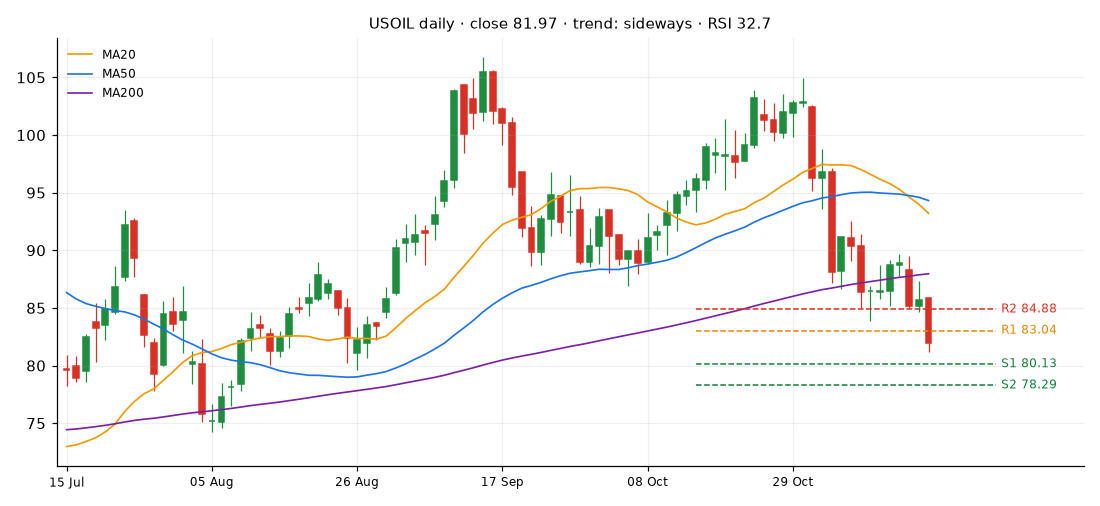 USOIL daily · close 81.97 · trend: sideways · RSI 32.7
MA20
MA50
MA200
105
100
95
90
85
80
75
R2 84.88
R1 83.04
S1 80.13
S2 78.29
15 Jul
05 Aug
26 Aug
17 Sep
08 Oct
29 Oct